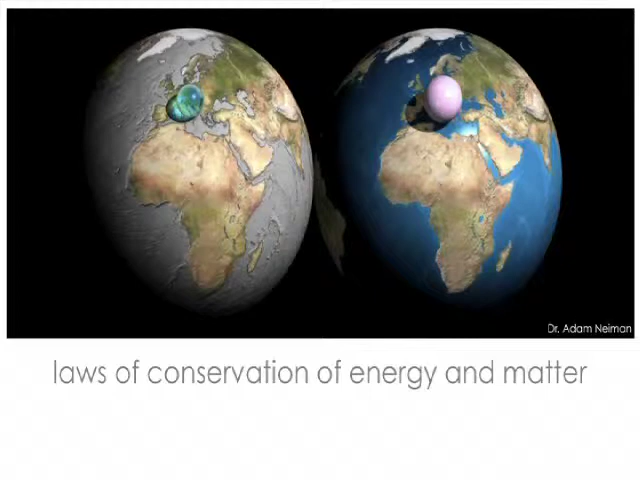 Dr. Adam Neiman
laws of conservation of energy and matter